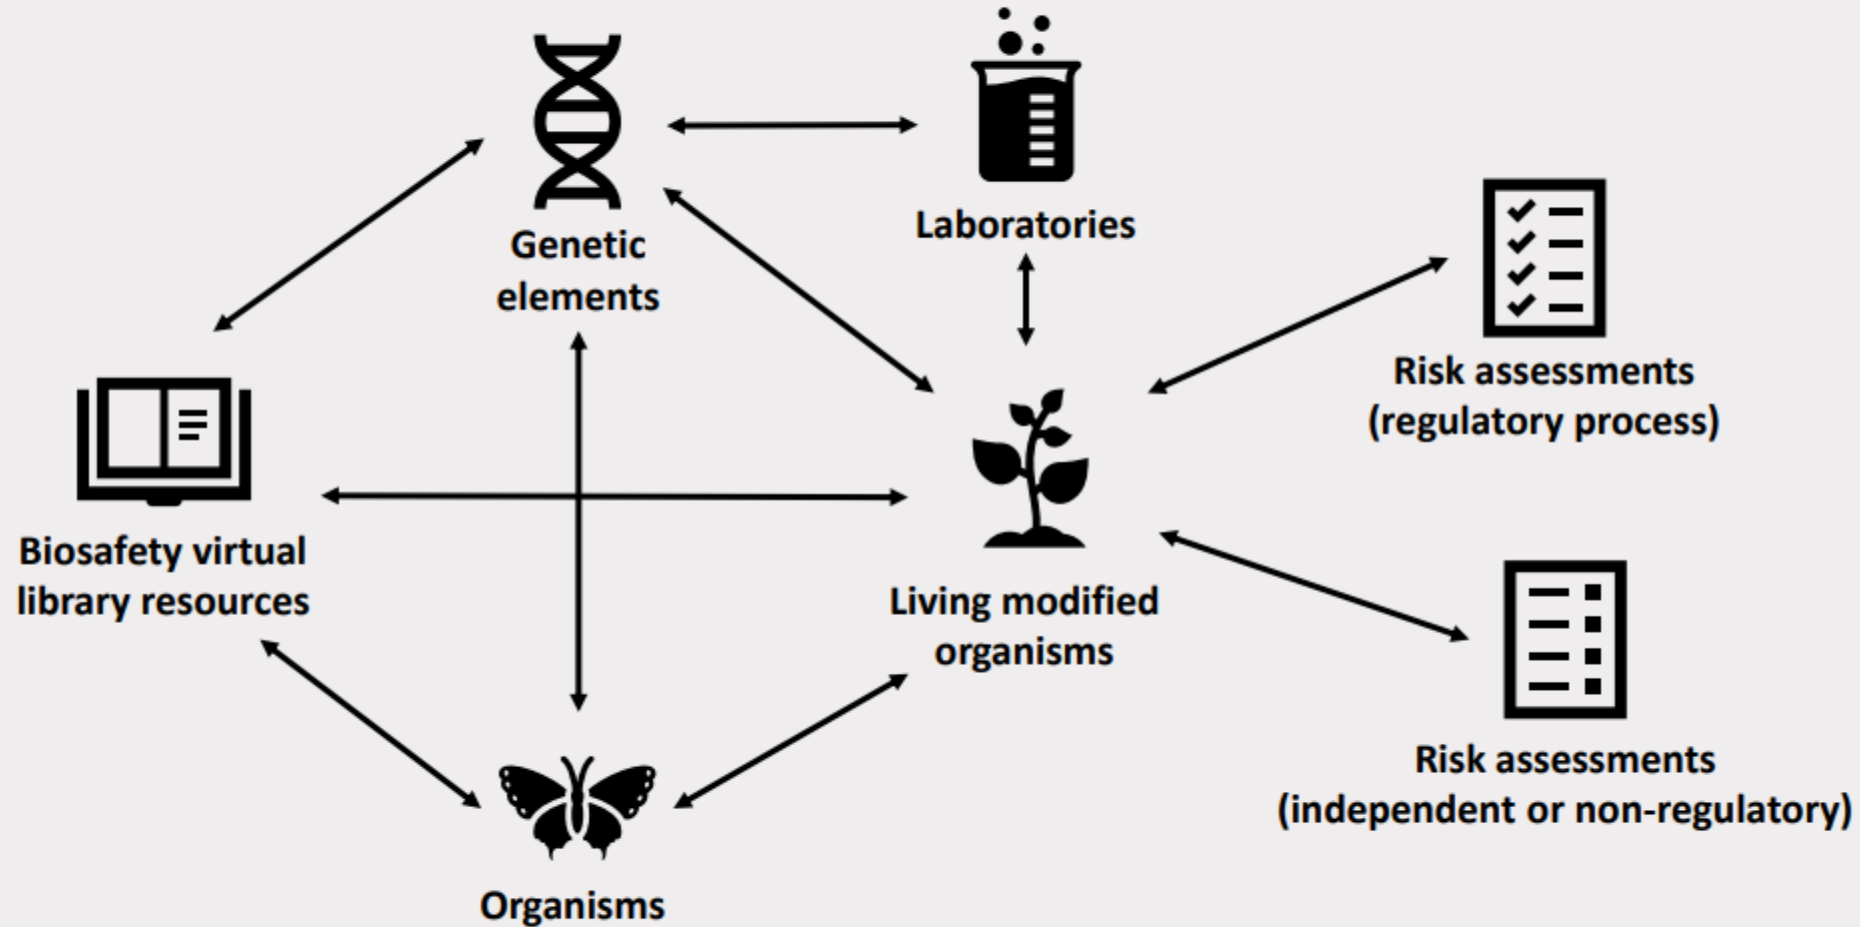 Genetic
elements
Laboratories
Risk assessments
(regulatory process)
Biosafety virtual
library resources
Living modified
organisms
Risk assessments
(independent or non-regulatory)
Organisms